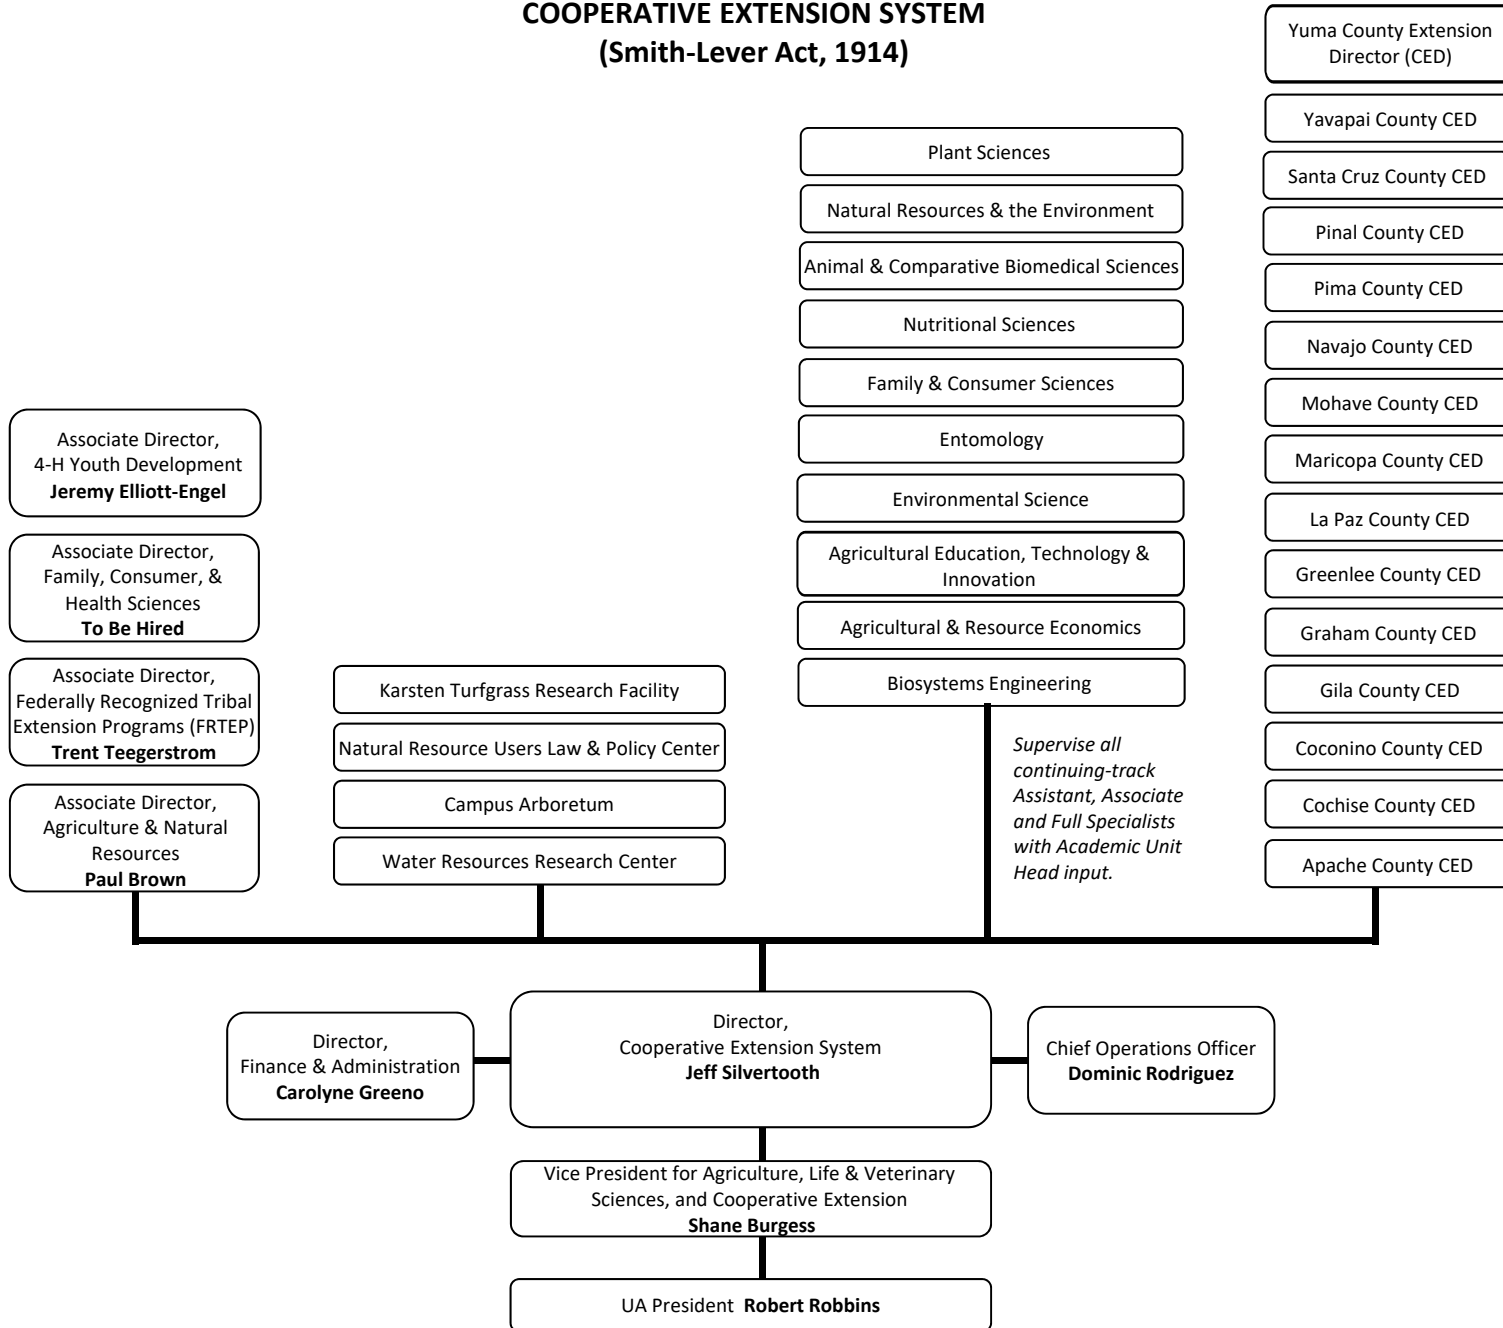 COOPERATIVE EXTENSION SYSTEM
(Smith-Lever Act, 1914)
Associate Director,
4-H Youth Development
Jeremy Elliott-Engel
Associate Director,
Family, Consumer, &
Health Sciences
To Be Hired
Associate Director,
Federally Recognized Tribal
Extension Programs (FRTEP)
Trent Teegerstrom
Associate Director,
Agriculture & Natural
Resources
Paul Brown
Karsten Turfgrass Research Facility
Natural Resource Users Law & Policy Center
Campus Arboretum
Water Resources Research Center
Plant Sciences
Natural Resources & the Environment
Animal & Comparative Biomedical Sciences
Nutritional Sciences
Family & Consumer Sciences
Entomology
Environmental Science
Agricultural Education, Technology &
Innovation
Agricultural & Resource Economics
Biosystems Engineering
Supervise all
continuing-track
Assistant, Associate
and Full Specialists
with Academic Unit
Head input.
Yuma County Extension
Director (CED)
Yavapai County CED
Santa Cruz County CED
Pinal County CED
Pima County CED
Navajo County CED
Mohave County CED
Maricopa County CED
La Paz County CED
Greenlee County CED
Graham County CED
Gila County CED
Coconino County CED
Cochise County CED
Apache County CED
Director,
Finance & Administration
Carolyne Greeno
Director,
Cooperative Extension System
Jeff Silvertooth
Chief Operations Officer
Dominic Rodriguez
Vice President for Agriculture, Life & Veterinary
Sciences, and Cooperative Extension
Shane Burgess
UA President Robert Robbins